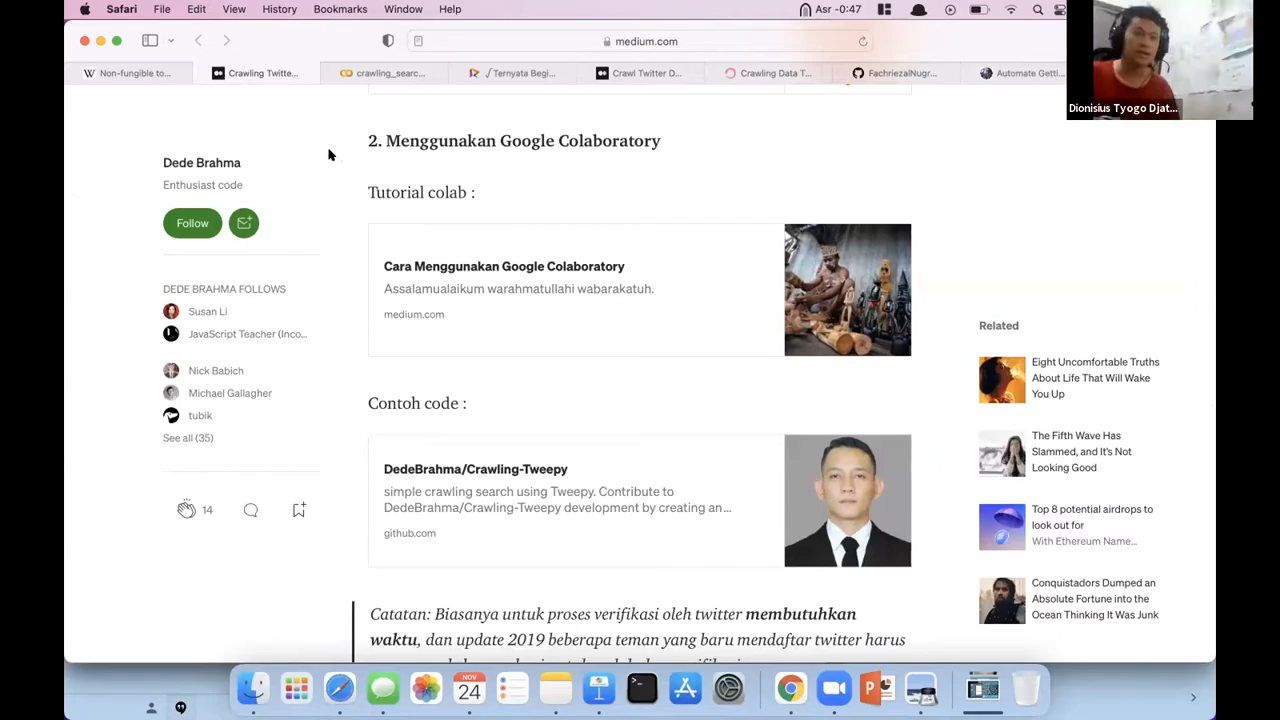 Safari File Edit View History Bookmarks Window Help Asr -0:47
medium.com
Non-fungible to... Crawling Twitte... crawling_searc... √Ternyata Begi... Crawl Twitter D... Crawling Data T... FachriezalNugr... Automate Getti...
Dionisius Tyogo Djat...
2. Menggunakan Google Colaboratory
Dede Brahma
Enthusiast code
Follow
Tutorial colab :
Cara Menggunakan Google Colaboratory
Assalamualaikum warahmatullahi wabarakatuh.
medium.com
DEDE BRAHMA FOLLOWS
Susan Li
JavaScript Teacher (Inco...
Nick Babich
Michael Gallagher
tubik
See all (35)
14
Contoh code :
DedeBrahma/Crawling-Tweepy
simple crawling search using Tweepy. Contribute to
DedeBrahma/Crawling-Tweepy development by creating an...
github.com
Catatan: Biasanya untuk proses verifikasi oleh twitter membutuhkan
waktu, dan update 2019 beberapa teman yang baru mendaftar twitter harus
Related
Eight Uncomfortable Truths
About Life That Will Wake
You Up
The Fifth Wave Has
Slammed, and It's Not
Looking Good
Top 8 potential airdrops to
look out for
With Ethereum Name...
Conquistadors Dumped an
Absolute Fortune into the
Ocean Thinking It Was Junk
NOV
24